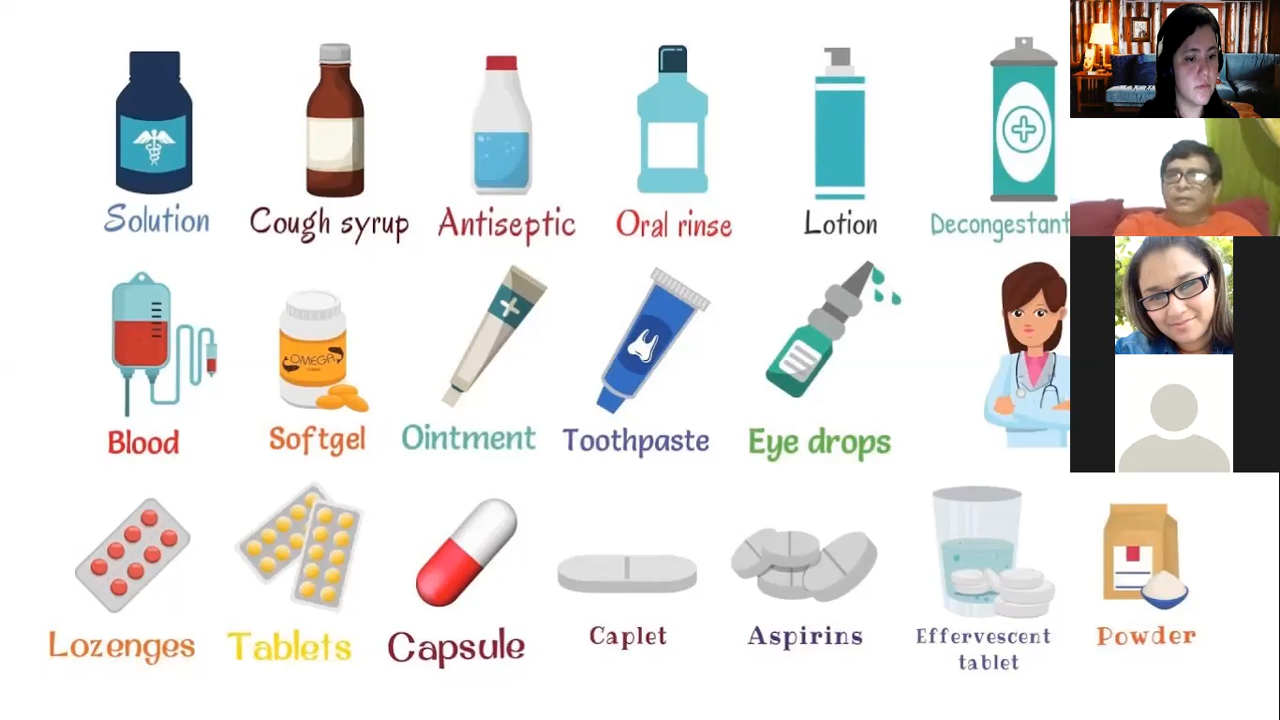 Solution
Cough syrup
Antiseptic
Oral rinse
Lotion
Decongestant
OMEGA
Blood
Softgel
Ointment
Toothpaste
Eye drops
Lozenges
Tablets
Capsule
Caplet
Aspirins
Effervescent
tablet
Powder